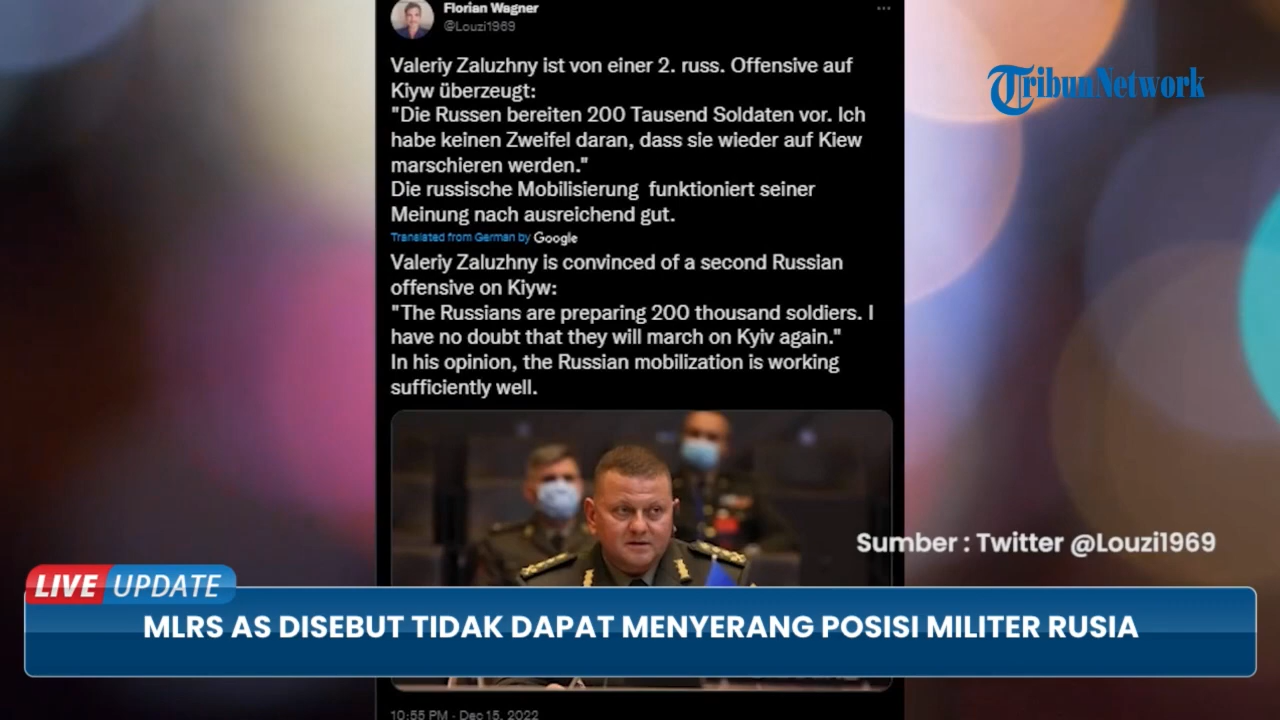 Florian Wagner
@Louzi1969
Valeriy Zaluzhny ist von einer 2. russ. Offensive auf
Kiyw überzeugt:
"Die Russen bereiten 200 Tausend Soldaten vor. Ich
habe keinen Zweifel daran, dass sie wieder auf Kiew
marschieren werden."
Die russische Mobilisierung funktioniert seiner
Meinung nach ausreichend gut.
Translated from German by Google
Valeriy Zaluzhny is convinced of a second Russian
offensive on Kiyw:
"The Russians are preparing 200 thousand soldiers. I
have no doubt that they will march on Kyiv again."
In his opinion, the Russian mobilization is working
sufficiently well.
TribunNetwork
Sumber : Twitter @Louzi1969
LIVE UPDATE
MLRS AS DISEBUT TIDAK DAPAT MENYERANG POSISI MILITER RUSIA
10:55 PM · Dec 15, 2022